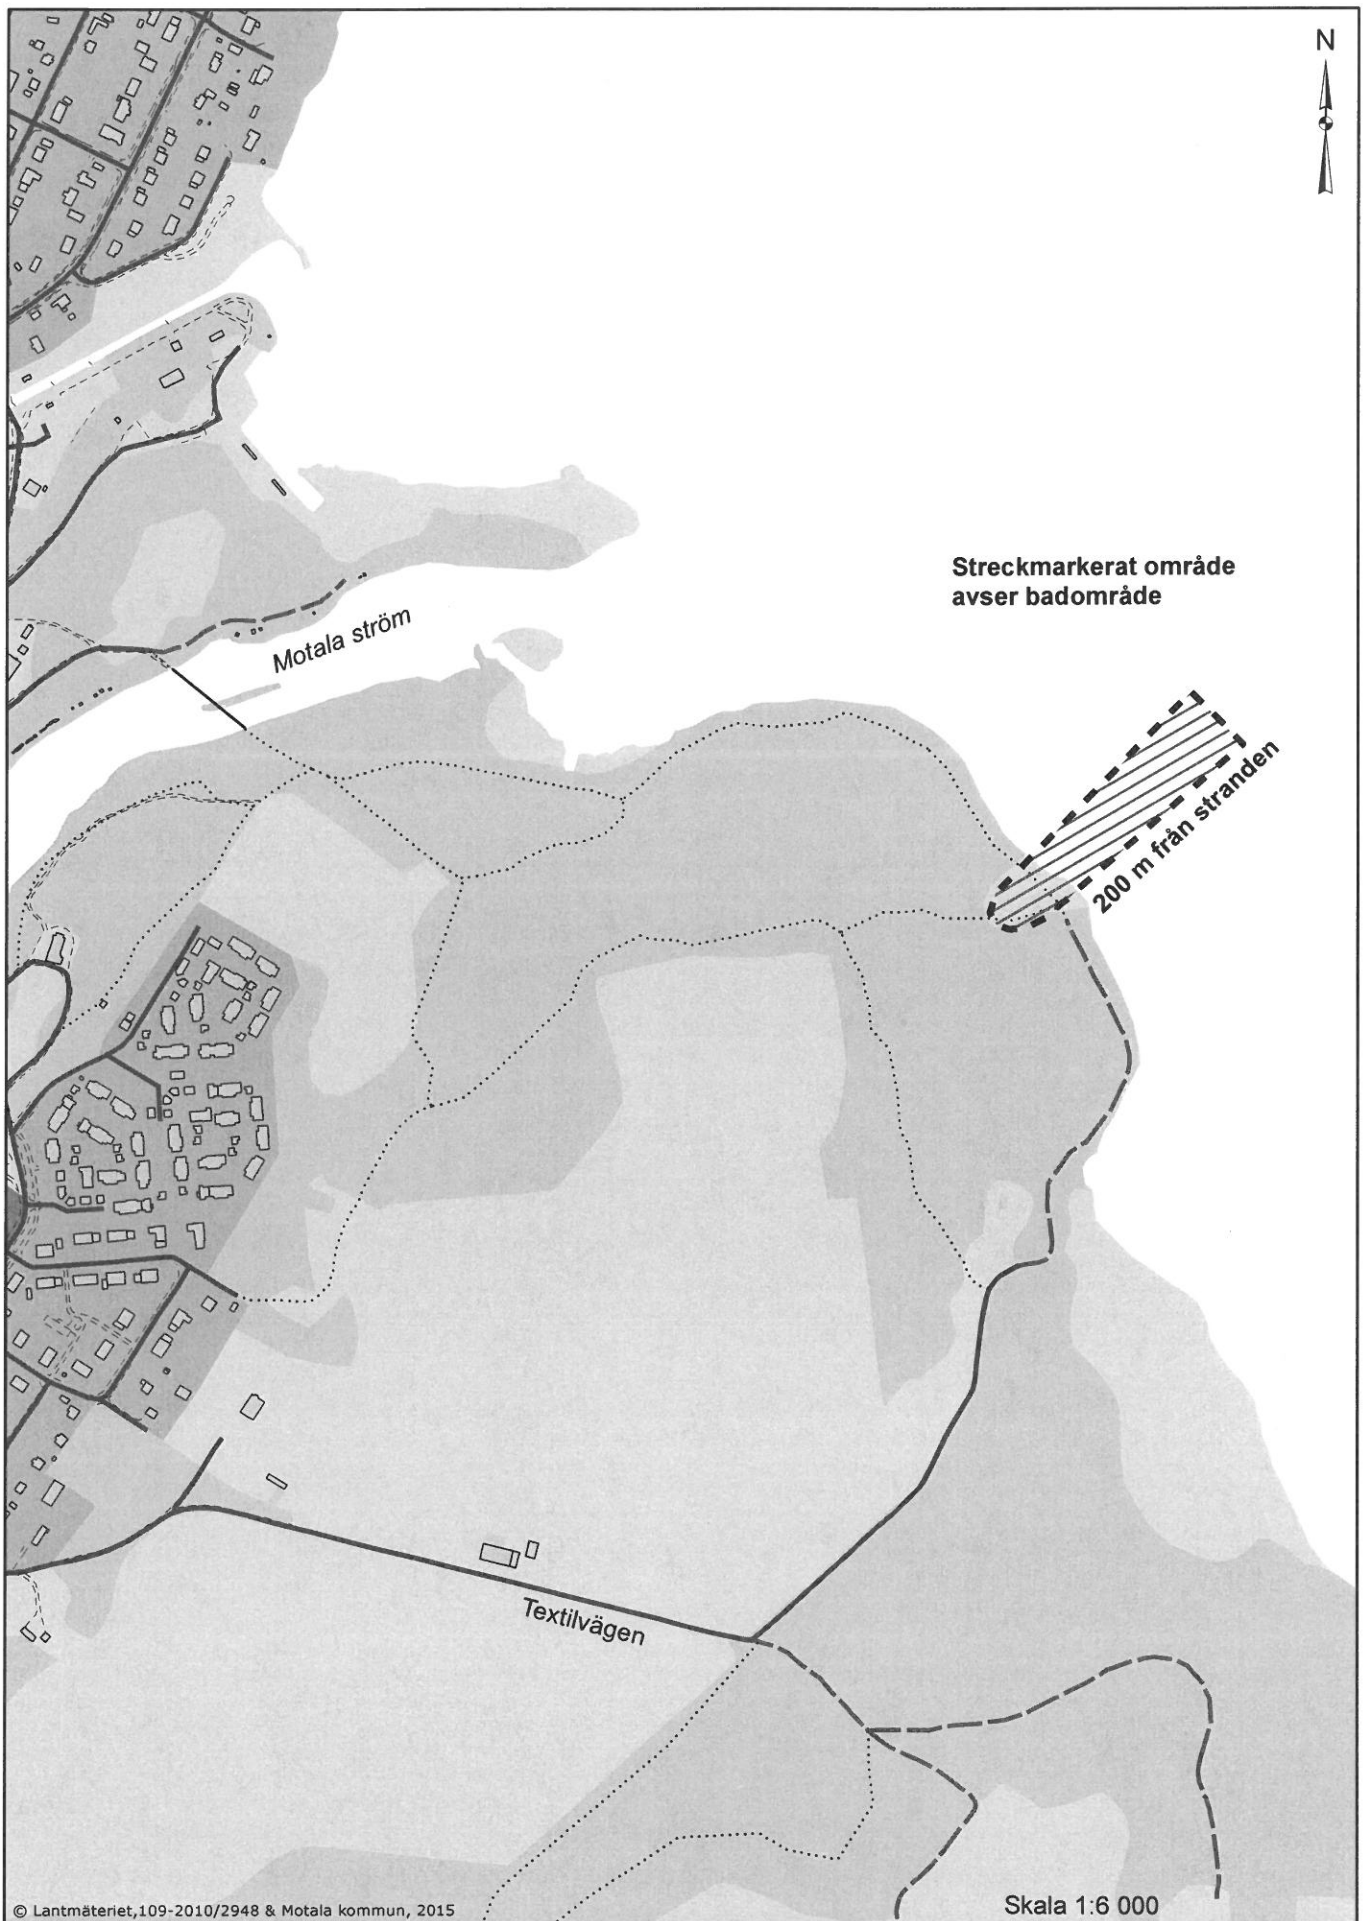 N
Streckmarkerat område
avser badområde
Motala ström
200 m från stranden
Textilvägen
© Lantmäteriet,109-2010/2948 & Motala kommun, 2015
Skala 1:6 000